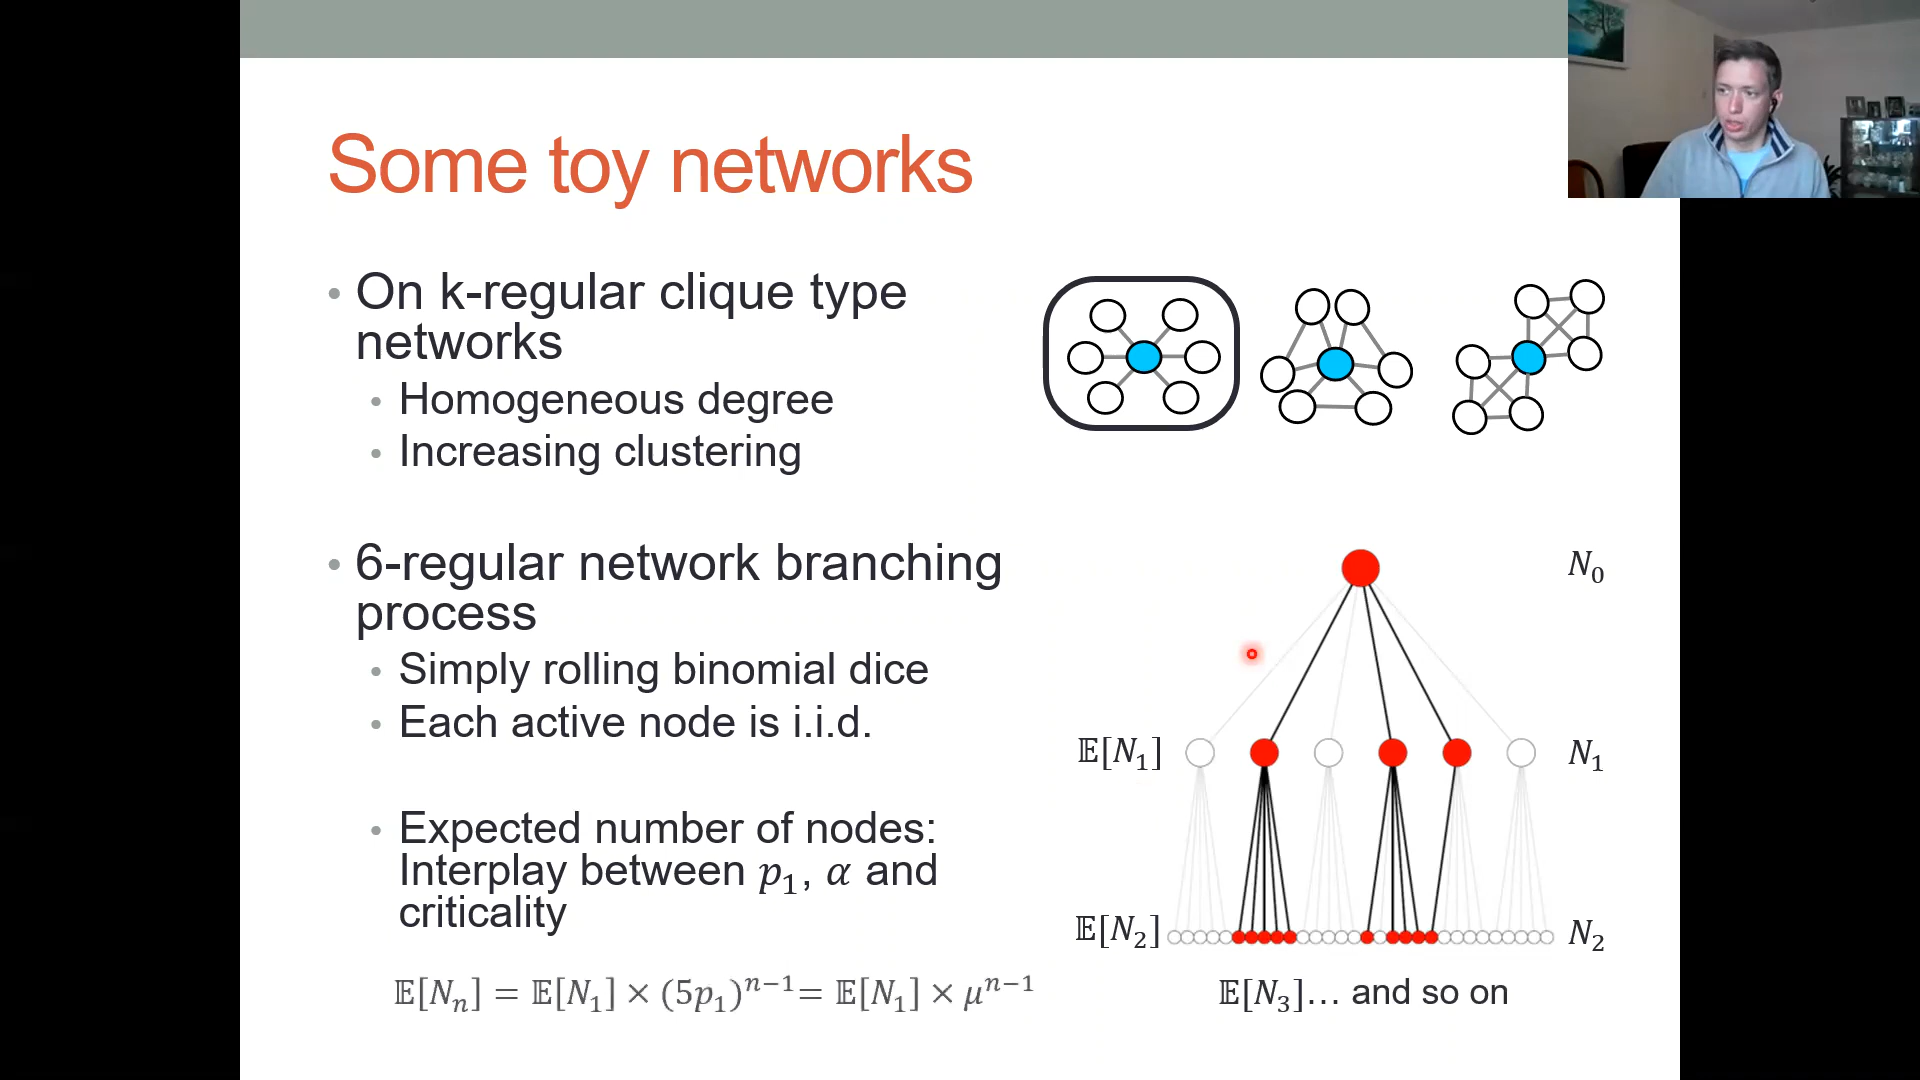 Some toy networks
• On k-regular clique type
networks
• Homogeneous degree
• Increasing clustering
• 6-regular network branching
process
• Simply rolling binomial dice
• Each active node is i.i.d.
• Expected number of nodes:
Interplay between p₁, α and
criticality
𝔼[Nₙ] = 𝔼[N₁] × (5p₁)ⁿ⁻¹= 𝔼[N₁] × μⁿ⁻¹
N₀
𝔼[N₁]
N₁
𝔼[N₂]
N₂
𝔼[N₃]… and so on